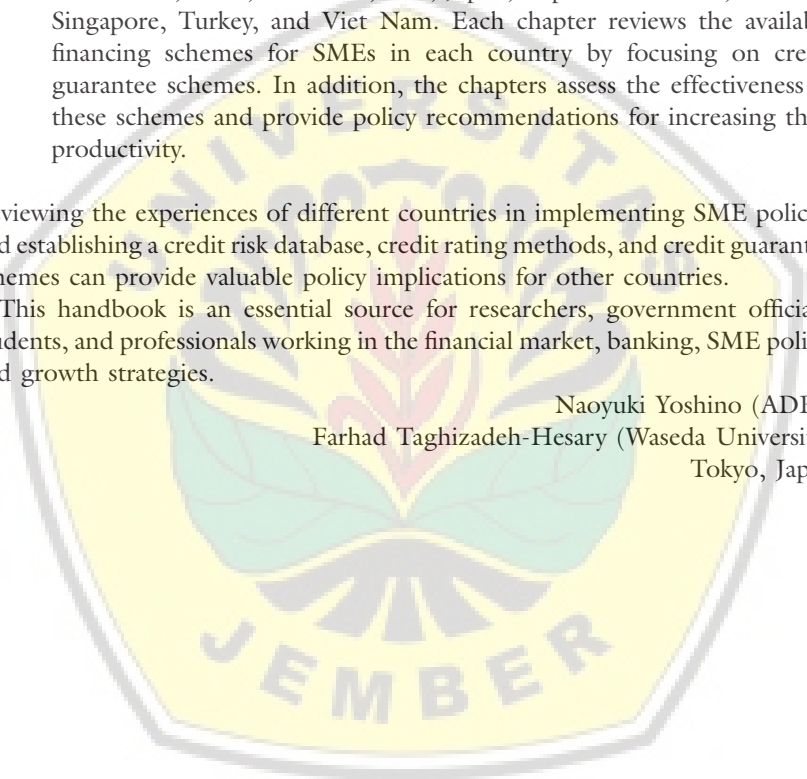 Singapore, Turkey, and Viet Nam. Each chapter reviews the availab
financing schemes for SMEs in each country by focusing on cre
guarantee schemes. In addition, the chapters assess the effectiveness
these schemes and provide policy recommendations for increasing th
productivity.
viewing the experiences of different countries in implementing SME polic
d establishing a credit risk database, credit rating methods, and credit guarant
hemes can provide valuable policy implications for other countries.
This handbook is an essential source for researchers, government officia
udents, and professionals working in the financial market, banking, SME poli
d growth strategies.
Naoyuki Yoshino (ADB
Farhad Taghizadeh-Hesary (Waseda Universit
Tokyo, Jap
UNIVERSITAS
JEMBER